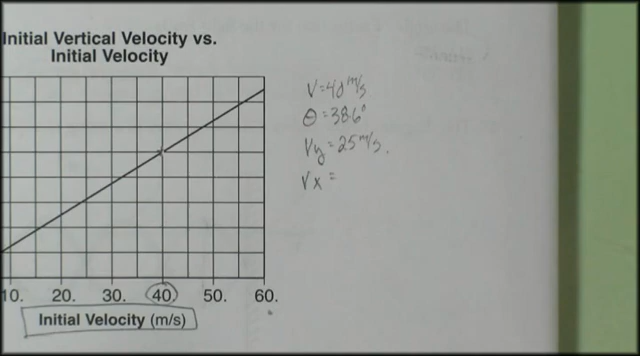 Initial Vertical Velocity vs.
Initial Velocity
V=40 m/s
θ=38.6°
Vy=25 m/s.
Vx=
10. 20. 30. 40. 50. 60.
Initial Velocity (m/s)